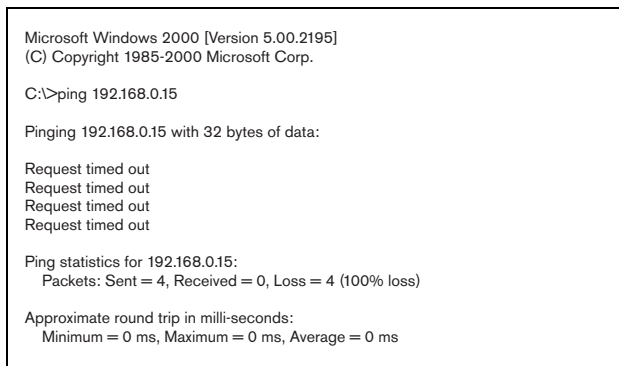 Microsoft Windows 2000 [Version 5.00.2195]
(C) Copyright 1985-2000 Microsoft Corp.
C:\>ping 192.168.0.15
Pinging 192.168.0.15 with 32 bytes of data:
Request timed out
Request timed out
Request timed out
Request timed out
Ping statistics for 192.168.0.15:
Packets: Sent = 4, Received = 0, Loss = 4 (100% loss)
Approximate round trip in milli-seconds:
Minimum = 0 ms, Maximum = 0 ms, Average = 0 ms